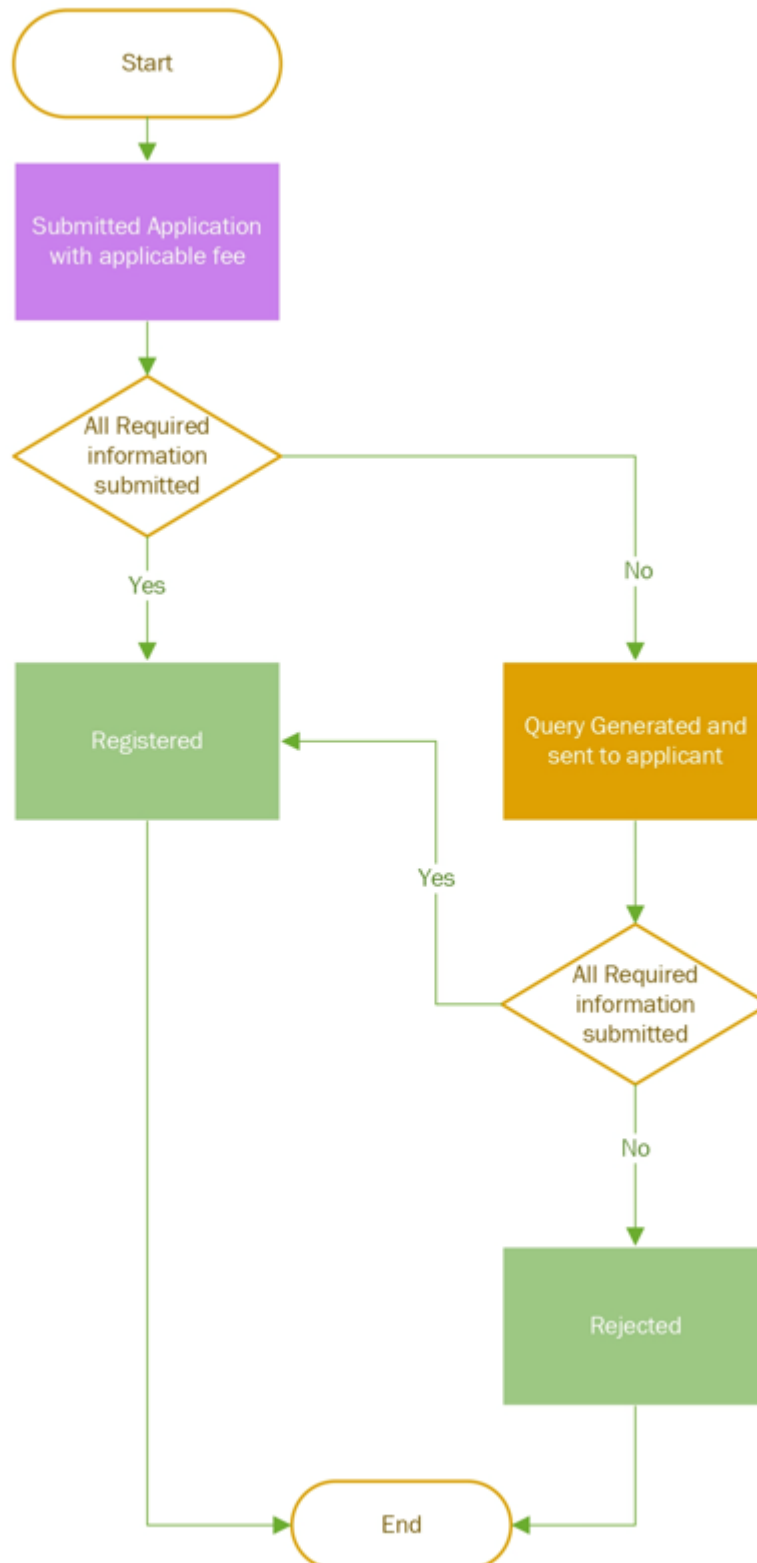 Start
Submitted Application
with applicable fee
All Required
information
submitted
Yes
No
Registered
Query Generated and
sent to applicant
Yes
All Required
information
submitted
No
Rejected
End